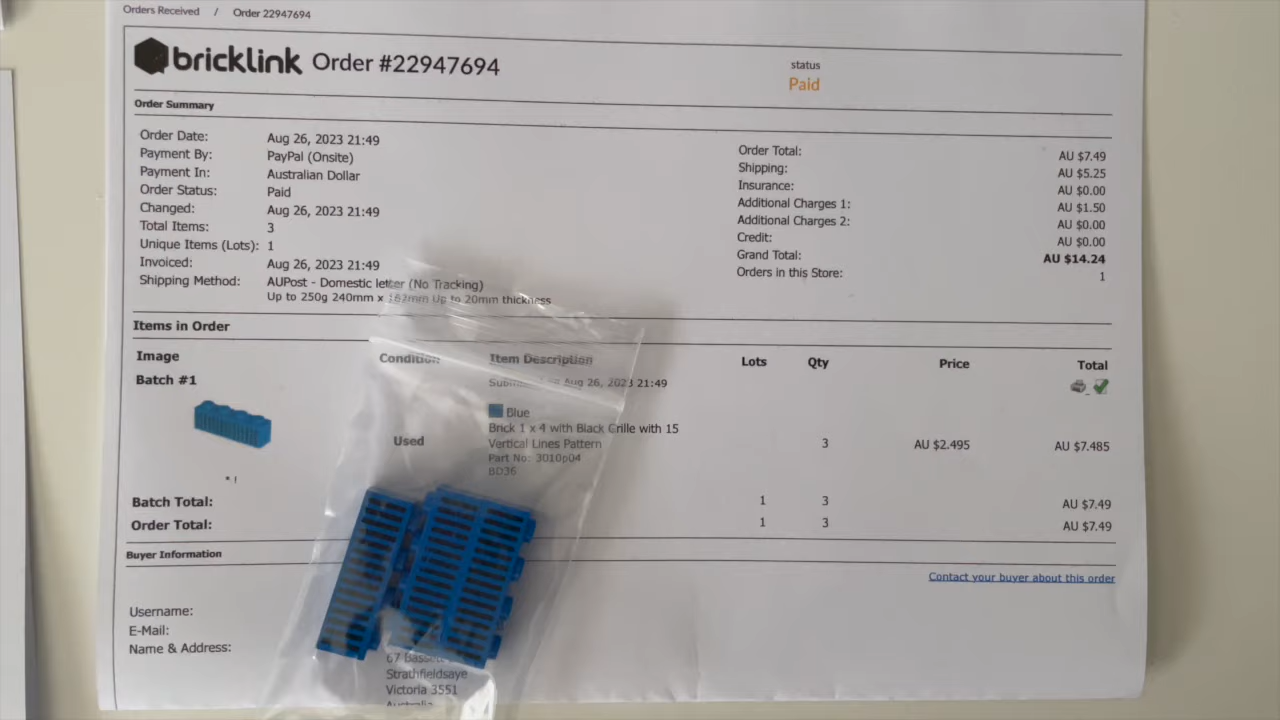 Orders Received / Order 22947694
bricklink Order #22947694
status
Paid
Order Summary
Order Date: Aug 26, 2023 21:49
Payment By: PayPal (Onsite)
Payment In: Australian Dollar
Order Status: Paid
Changed: Aug 26, 2023 21:49
Total Items: 3
Unique Items (Lots): 1
Invoiced: Aug 26, 2023 21:49
Shipping Method: AUPost - Domestic letter (No Tracking)
Up to 250g 240mm x 162mm Up to 20mm thickness
Order Total: AU $7.49
Shipping: AU $5.25
Insurance: AU $0.00
Additional Charges 1: AU $1.50
Additional Charges 2: AU $0.00
Credit: AU $0.00
Grand Total: AU $14.24
Orders in this Store: 1
Items in Order
Image Condition Item Description Lots Qty Price Total
Batch #1 on Aug 26, 2023 21:49
Blue
Brick 1 x 4 with Black Grille with 15
Used Vertical Lines Pattern 3 AU $2.495 AU $7.485
Part No: 3010p04
BD36
Batch Total: 1 3 AU $7.49
Order Total: 1 3 AU $7.49
Buyer Information
Contact your buyer about this order
Username:
E-Mail:
Name & Address:
67
Strathfieldsaye
Victoria 3551
Australia